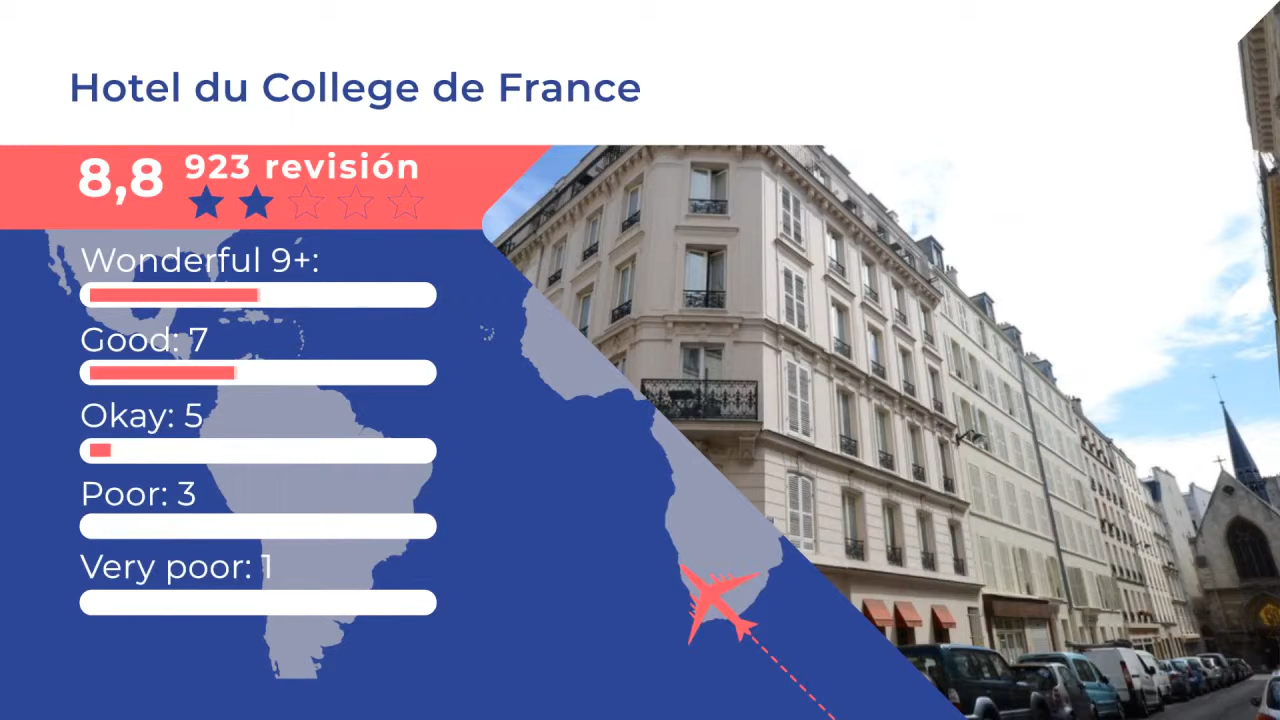 Hotel du College de France
8,8
923 revisión
Wonderful 9+:
Good: 7
Okay: 5
Poor: 3
Very poor: 1